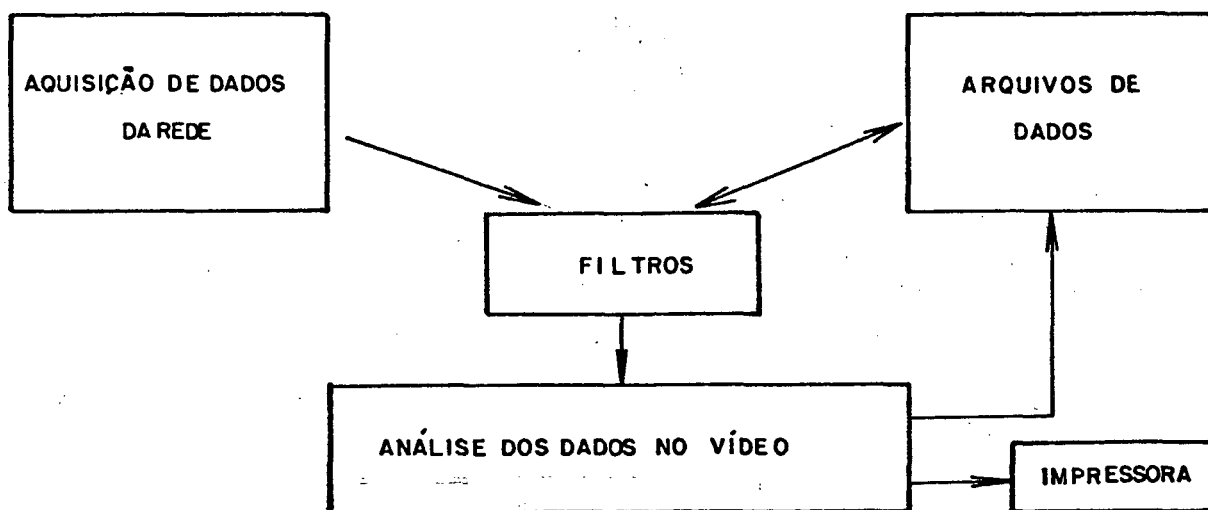 AQUISIÇÃO DE DADOS
DA REDE
ARQUIVOS DE
DADOS
FILTROS
ANÁLISE DOS DADOS NO VÍDEO
IMPRESSORA